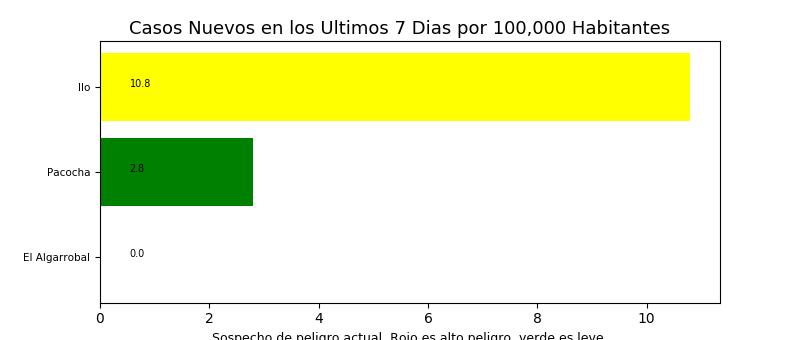 Casos Nuevos en los Ultimos 7 Dias por 100,000 Habitantes
Ilo
10.8
Pacocha
2.8
El Algarrobal
0.0
0 2 4 6 8 10
Sospecho de peligro actual. Rojo es alto peligro, verde es leve